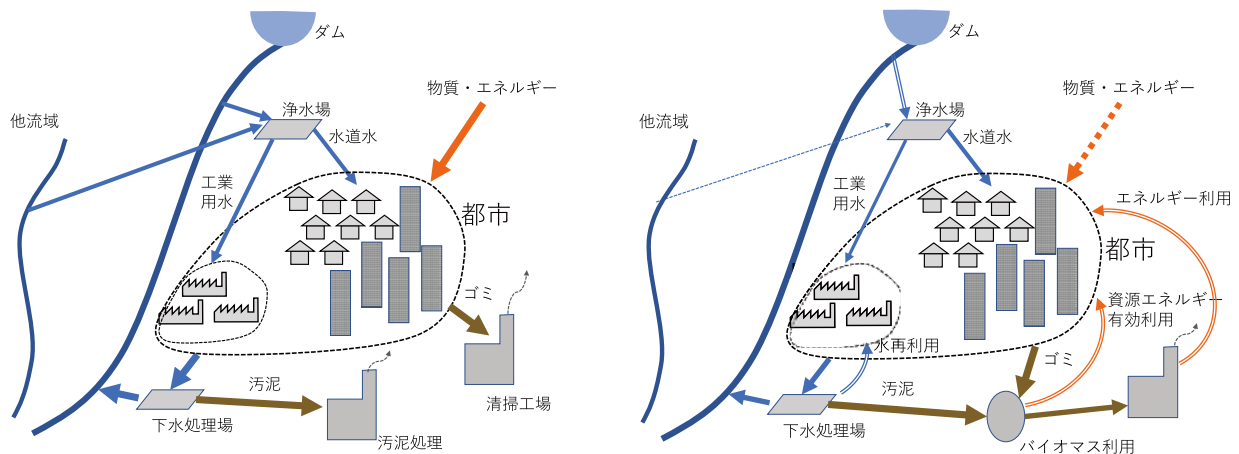 ダム
物質・エネルギー
浄水場
他流域
水道水
工業
用水
都市
ゴミ
汚泥
清掃工場
下水処理場
汚泥処理
ダム
物質・エネルギー
浄水場
他流域
水道水
工業
用水
エネルギー利用
都市
資源エネルギー
有効利用
水再利用
ゴミ
汚泥
下水処理場
バイオマス利用